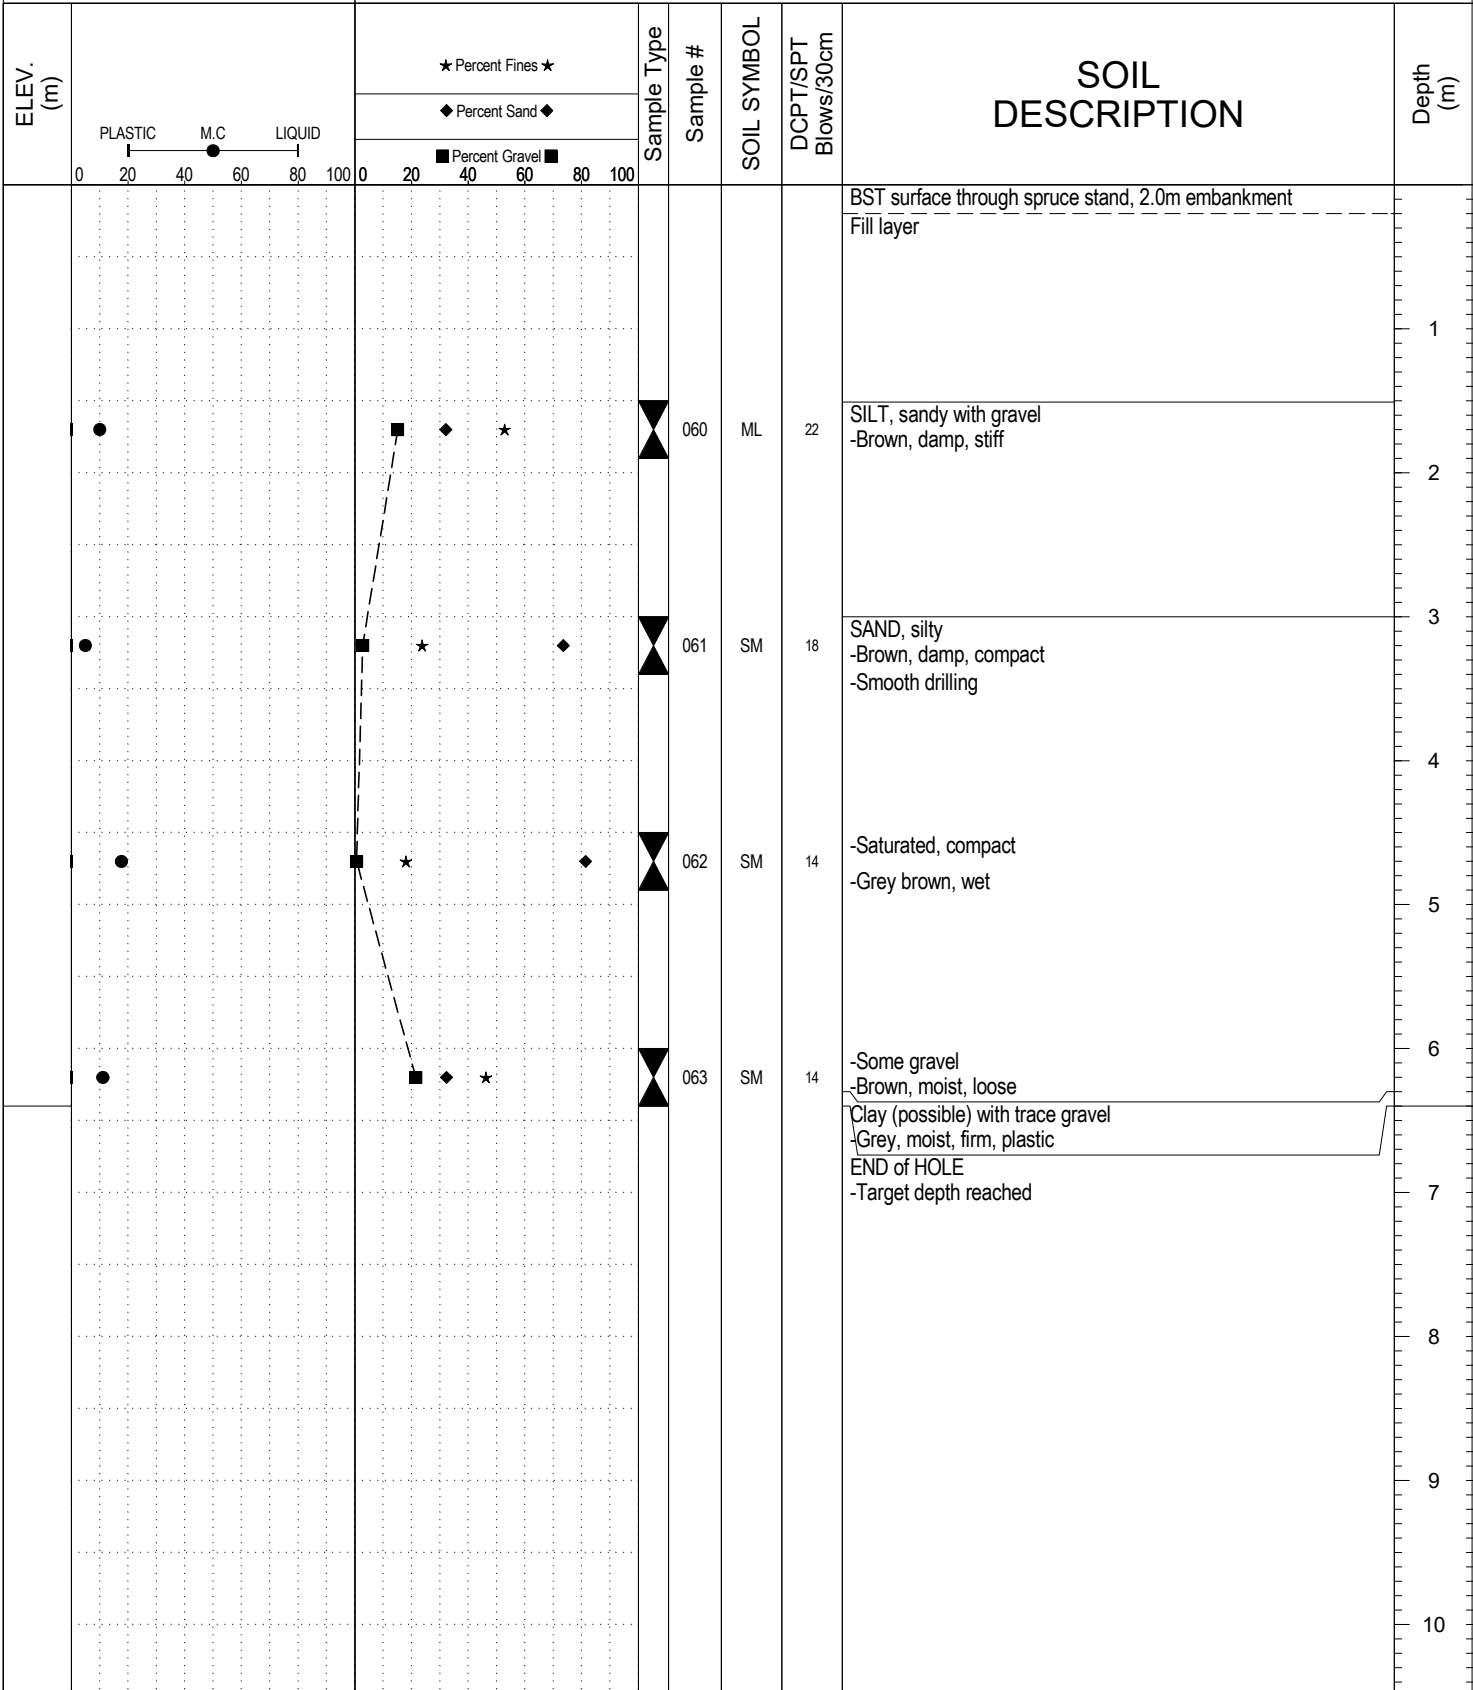 ELEV.
(m)
PLASTIC M.C LIQUID
0 20 40 60 80 100
★ Percent Fines ★
◆ Percent Sand ◆
■ Percent Gravel ■
0 20 40 60 80 100
Sample Type
Sample #
SOIL SYMBOL
DCPT/SPT
Blows/30cm
SOIL
DESCRIPTION
Depth
(m)
BST surface through spruce stand, 2.0m embankment
Fill layer
1
SILT, sandy with gravel
060 ML 22
-Brown, damp, stiff
2
3
SAND, silty
061 SM 18
-Brown, damp, compact
-Smooth drilling
4
-Saturated, compact
062 SM 14
-Grey brown, wet
5
6
-Some gravel
063 SM 14
-Brown, moist, loose
Clay (possible) with trace gravel
-Grey, moist, firm, plastic
END of HOLE
-Target depth reached
7
8
9
10